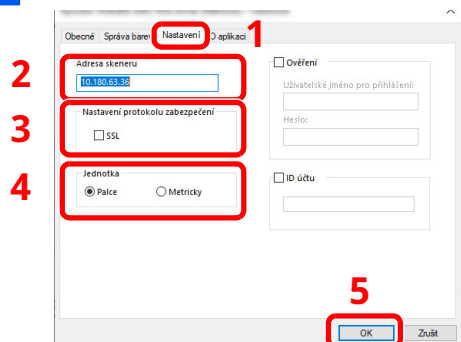 Obecné Správa barev Nastavení O aplikaci 1
2 Adresa skeneru
10.180.63.36
3 Nastavení protokolu zabezpečení
SSL
4 Jednotka
Palce Metricky
Ověření
Uživatelské jméno pro přihlášení:
Heslo:
ID účtu
5
OK Zrušit